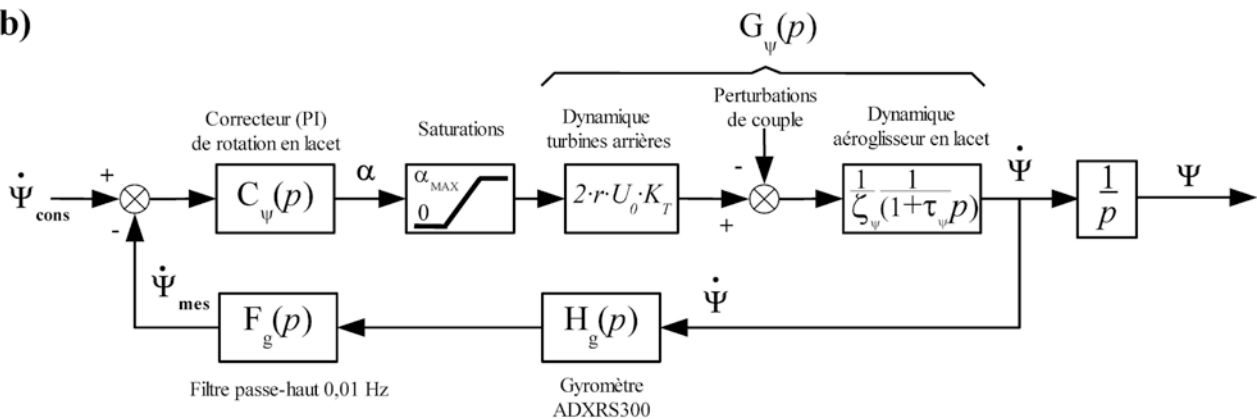 b)
G_ψ(p)
Correcteur (PI)
de rotation en lacet
Saturations
Dynamique
turbines arrières
Perturbations
de couple
Dynamique
aéroglisseur en lacet
Ψ̇_cons
+
-
C_ψ(p)
α
α_MAX
0
2·r·U_0·K_T
-
+
1/ζ_ψ 1/(1+τ_ψ p)
Ψ̇
1/p
Ψ
Ψ̇_mes
F_g(p)
H_g(p)
Ψ̇
Filtre passe-haut 0,01 Hz
Gyromètre
ADXRS300